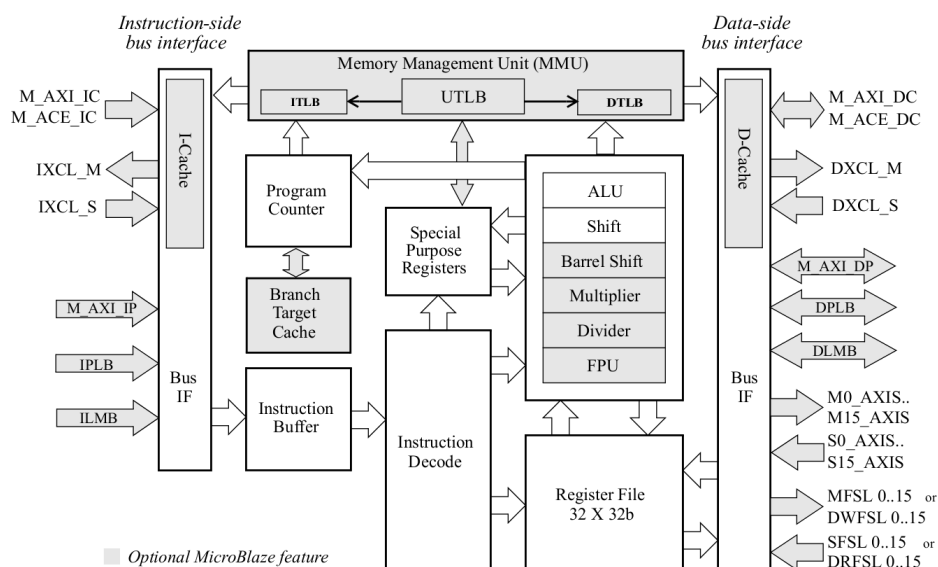 Instruction-side
bus interface
Data-side
bus interface
Memory Management Unit (MMU)
ITLB
UTLB
DTLB
M_AXI_IC
M_ACE_IC
IXCL_M
IXCL_S
M_AXI_IP
IPLB
ILMB
I-Cache
Bus
IF
Program
Counter
Branch
Target
Cache
Instruction
Buffer
Special
Purpose
Registers
Instruction
Decode
ALU
Shift
Barrel Shift
Multiplier
Divider
FPU
Register File
32 X 32b
D-Cache
Bus
IF
M_AXI_DC
M_ACE_DC
DXCL_M
DXCL_S
M_AXI_DP
DPLB
DLMB
M0_AXIS..
M15_AXIS
S0_AXIS..
S15_AXIS
MFSL 0..15 or
DWFSL 0..15
SFSL 0..15 or
DRFSL 0..15
Optional MicroBlaze feature